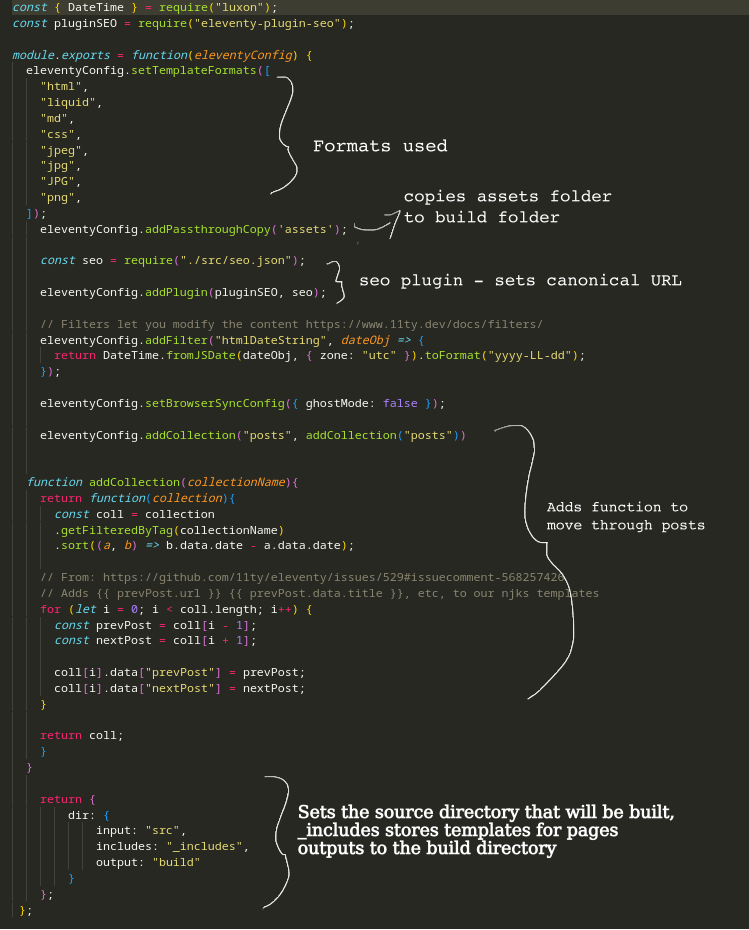 const { DateTime } = require("luxon");
const pluginSEO = require("eleventy-plugin-seo");
module.exports = function(eleventyConfig) {
eleventyConfig.setTemplateFormats([
"html",
"liquid",
"md",
"css",
"jpeg",
"jpg",
"JPG",
"png",
]);
Formats used
eleventyConfig.addPassthroughCopy('assets');
copies assets folder
to build folder
const seo = require("./src/seo.json");
eleventyConfig.addPlugin(pluginSEO, seo);
seo plugin – sets canonical URL
// Filters let you modify the content https://www.11ty.dev/docs/filters/
eleventyConfig.addFilter("htmlDateString", dateObj => {
return DateTime.fromJSDate(dateObj, { zone: "utc" }).toFormat("yyyy-LL-dd");
});
eleventyConfig.setBrowserSyncConfig({ ghostMode: false });
eleventyConfig.addCollection("posts", addCollection("posts"))
function addCollection(collectionName){
return function(collection){
const coll = collection
.getFilteredByTag(collectionName)
.sort((a, b) => b.data.date - a.data.date);
Adds function to
move through posts
// From: https://github.com/11ty/eleventy/issues/529#issuecomment-568257426
// Adds {{ prevPost.url }} {{ prevPost.data.title }}, etc, to our njks templates
for (let i = 0; i < coll.length; i++) {
const prevPost = coll[i - 1];
const nextPost = coll[i + 1];
coll[i].data["prevPost"] = prevPost;
coll[i].data["nextPost"] = nextPost;
}
return coll;
}
}
return {
dir: {
input: "src",
includes: "_includes",
output: "build"
}
};
};
Sets the source directory that will be built,
_includes stores templates for pages
outputs to the build directory